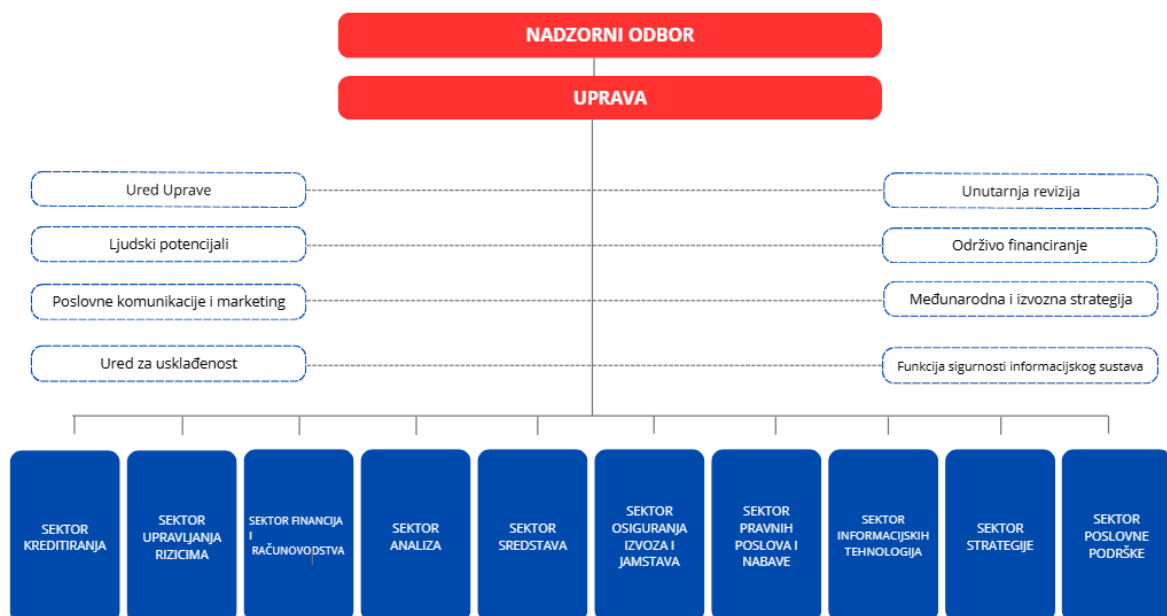 NADZORNI ODBOR
UPRAVA
Ured Uprave
Unutarnja revizija
Ljudski potencijali
Održivo financiranje
Poslovne komunikacije i marketing
Međunarodna i izvozna strategija
Ured za usklađenost
Funkcija sigurnosti informacijskog sustava
SEKTOR
KREDITIRANJA
SEKTOR
UPRAVLJANJA
RIZICIMA
SEKTOR FINANCIJA
I
RAČUNOVODSTVA
SEKTOR
ANALIZA
SEKTOR
SREDSTAVA
SEKTOR
OSIGURANJA
IZVOZA I
JAMSTAVA
SEKTOR
PRAVNIH
POSLOVA I
NABAVE
SEKTOR
INFORMACIJSKIH
TEHNOLOGIJA
SEKTOR
STRATEGIJE
SEKTOR
POSLOVNE
PODRŠKE